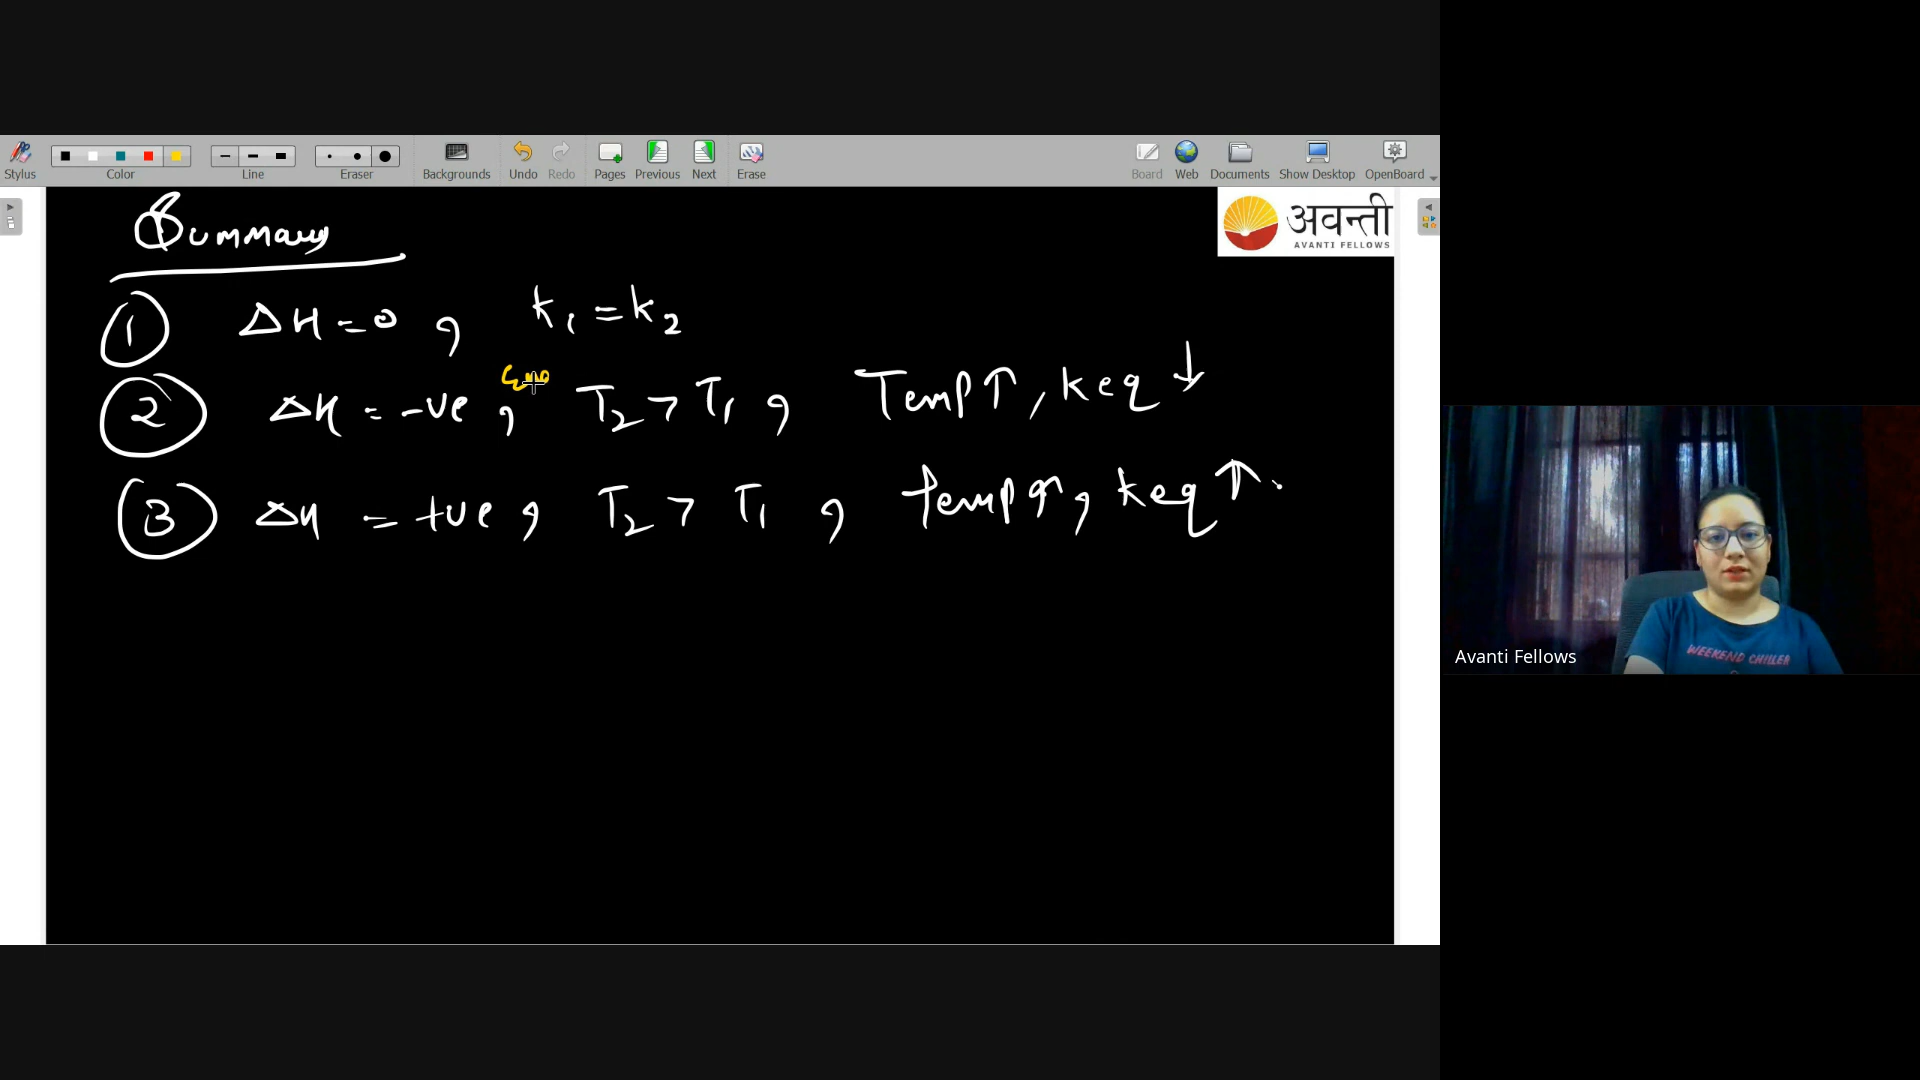 Stylus Color Line Eraser Backgrounds Undo Redo Pages Previous Next Erase Board Web Documents Show Desktop OpenBoard
Summary
अवन्ती
AVANTI FELLOWS
1 ΔH = 0 , K1 = K2
2 ΔH = -ve , T2 > T1 , Temp ↑ , Keq ↓
3 ΔH = +ve , T2 > T1 , temp ↑ , Keq ↑ .
WEEKEND CHILLER
Avanti Fellows